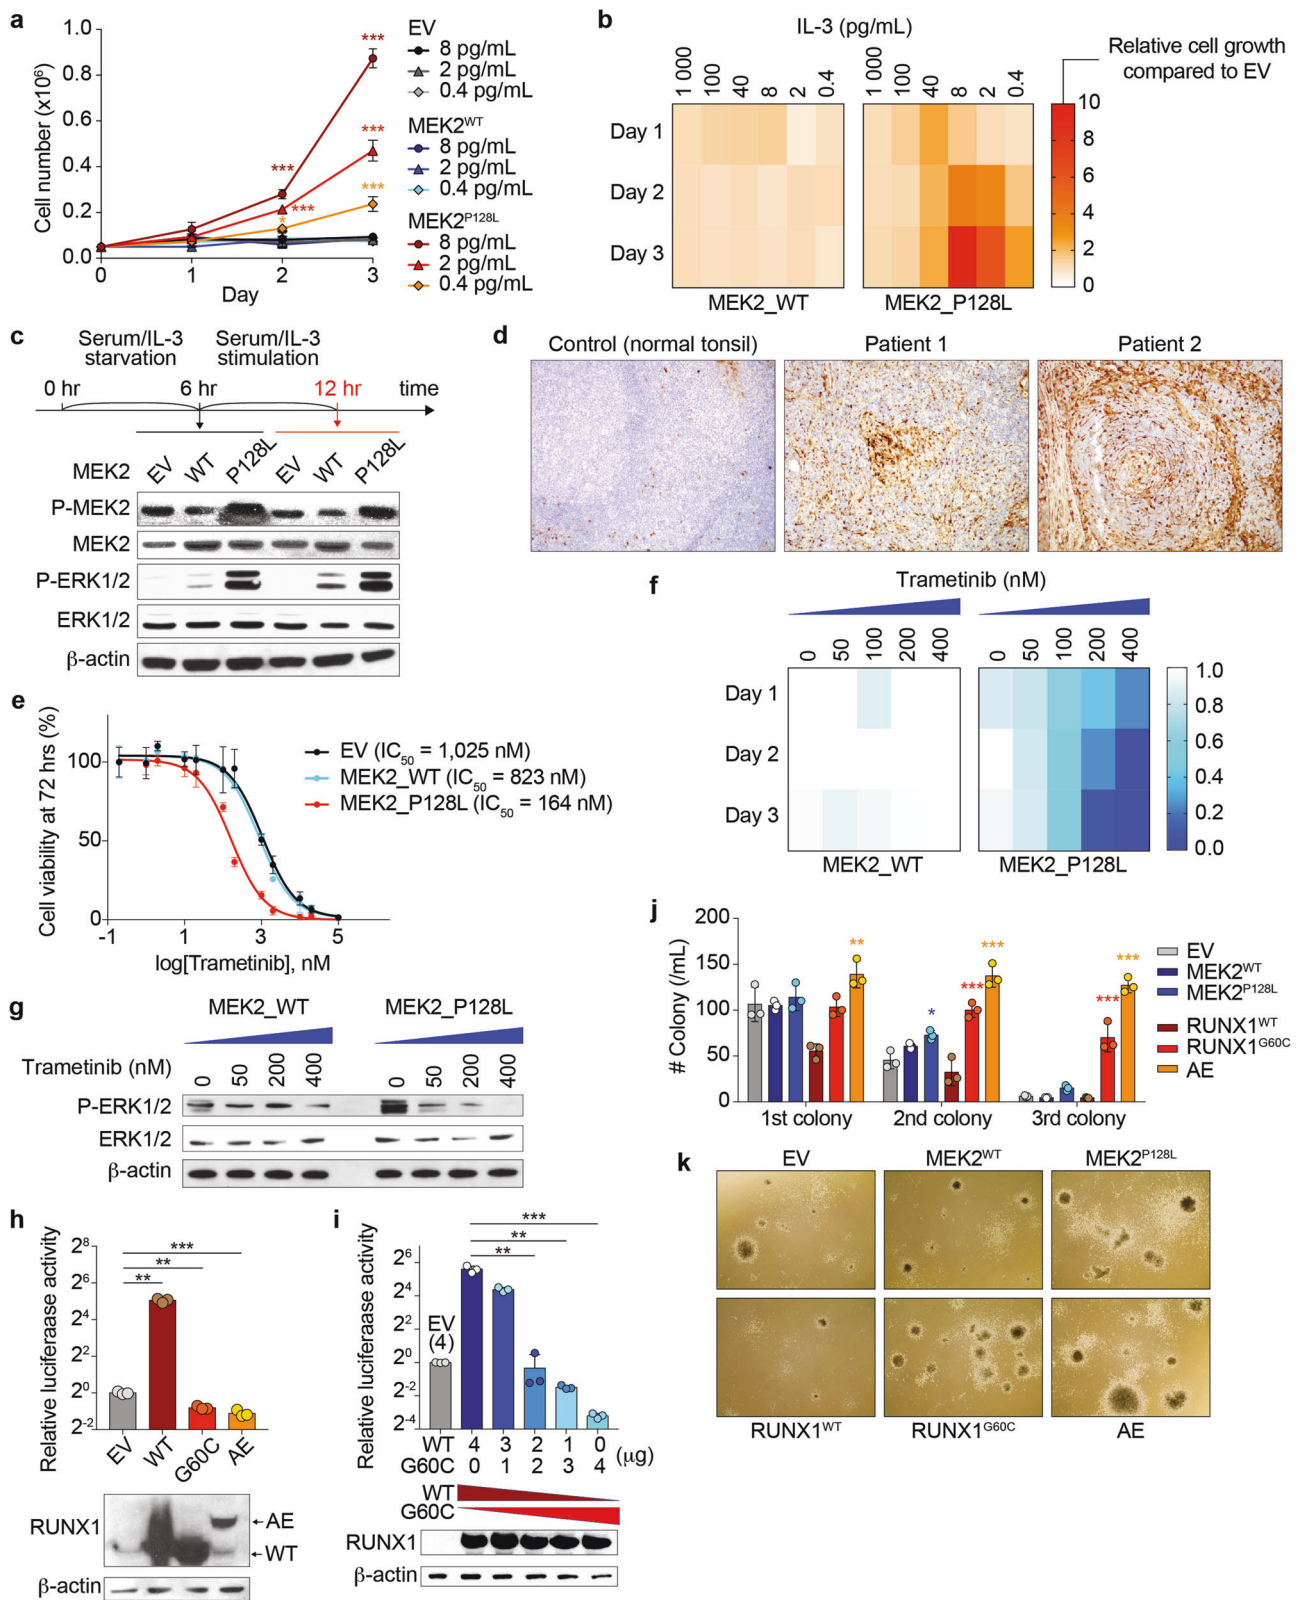 a
Cell number (x10⁶)
1.0
0.8
0.6
0.4
0.2
0.0
0
1
2
3
Day
***
***
***
***
***
*
EV
8 pg/mL
2 pg/mL
0.4 pg/mL
MEK2ᵂᵀ
8 pg/mL
2 pg/mL
0.4 pg/mL
MEK2ᴾ¹²⁸ᴸ
8 pg/mL
2 pg/mL
0.4 pg/mL
b
IL-3 (pg/mL)
1 000 100 40 8 2 0.4
1 000 100 40 8 2 0.4
Day 1
Day 2
Day 3
MEK2_WT
MEK2_P128L
Relative cell growth
compared to EV
10
8
6
4
2
0
c
Serum/IL-3
starvation
Serum/IL-3
stimulation
0 hr
6 hr
12 hr
time
MEK2 EV WT P128L EV WT P128L
P-MEK2
MEK2
P-ERK1/2
ERK1/2
β-actin
d
Control (normal tonsil)
Patient 1
Patient 2
e
Cell viability at 72 hrs (%)
100
50
0
-1
1
3
5
log[Trametinib], nM
EV (IC₅₀ = 1,025 nM)
MEK2_WT (IC₅₀ = 823 nM)
MEK2_P128L (IC₅₀ = 164 nM)
f
Trametinib (nM)
0 50 100 200 400
0 50 100 200 400
Day 1
Day 2
Day 3
MEK2_WT
MEK2_P128L
1.0
0.8
0.6
0.4
0.2
0.0
g
MEK2_WT
MEK2_P128L
Trametinib (nM) 0 50 200 400 0 50 200 400
P-ERK1/2
ERK1/2
β-actin
h
Relative luciferaase activity
2⁸
2⁶
2⁴
2²
2⁰
2⁻²
***
**
**
EV WT G60C AE
RUNX1
AE
WT
β-actin
i
Relative luciferaase activity
2⁸
2⁶
2⁴
2²
2⁰
2⁻²
2⁻⁴
***
**
**
EV
(4)
WT 4 3 2 1 0
G60C 0 1 2 3 4
(μg)
WT
G60C
RUNX1
β-actin
j
# Colony (/mL)
200
150
100
50
0
**
*
***
***
***
***
1st colony
2nd colony
3rd colony
EV
MEK2ᵂᵀ
MEK2ᴾ¹²⁸ᴸ
RUNX1ᵂᵀ
RUNX1ᴳ⁶⁰ᶜ
AE
k
EV
MEK2ᵂᵀ
MEK2ᴾ¹²⁸ᴸ
RUNX1ᵂᵀ
RUNX1ᴳ⁶⁰ᶜ
AE